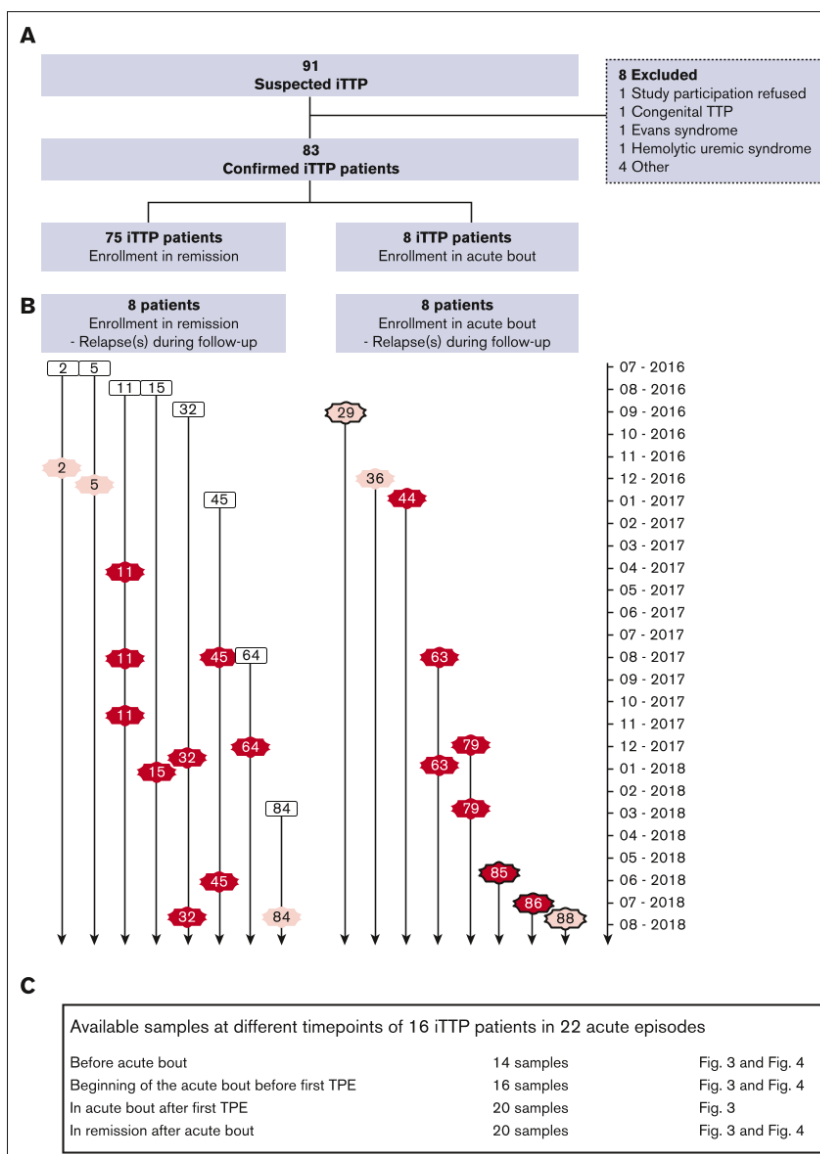 A
91
Suspected iTTP
8 Excluded
1 Study participation refused
1 Congenital TTP
1 Evans syndrome
1 Hemolytic uremic syndrome
4 Other
83
Confirmed iTTP patients
75 iTTP patients
Enrollment in remission
8 iTTP patients
Enrollment in acute bout
B
8 patients
Enrollment in remission
- Relapse(s) during follow-up
8 patients
Enrollment in acute bout
- Relapse(s) during follow-up
2 5 07 - 2016
11 15 08 - 2016
32 29 09 - 2016
10 - 2016
2 11 - 2016
5 36 12 - 2016
45 44 01 - 2017
02 - 2017
03 - 2017
11 04 - 2017
05 - 2017
06 - 2017
07 - 2017
11 45 64 63 08 - 2017
09 - 2017
10 - 2017
11 11 - 2017
32 64 79 12 - 2017
15 63 01 - 2018
02 - 2018
84 79 03 - 2018
04 - 2018
05 - 2018
45 85 06 - 2018
86 07 - 2018
32 84 88 08 - 2018
C
Available samples at different timepoints of 16 iTTP patients in 22 acute episodes
Before acute bout 14 samples Fig. 3 and Fig. 4
Beginning of the acute bout before first TPE 16 samples Fig. 3 and Fig. 4
In acute bout after first TPE 20 samples Fig. 3
In remission after acute bout 20 samples Fig. 3 and Fig. 4